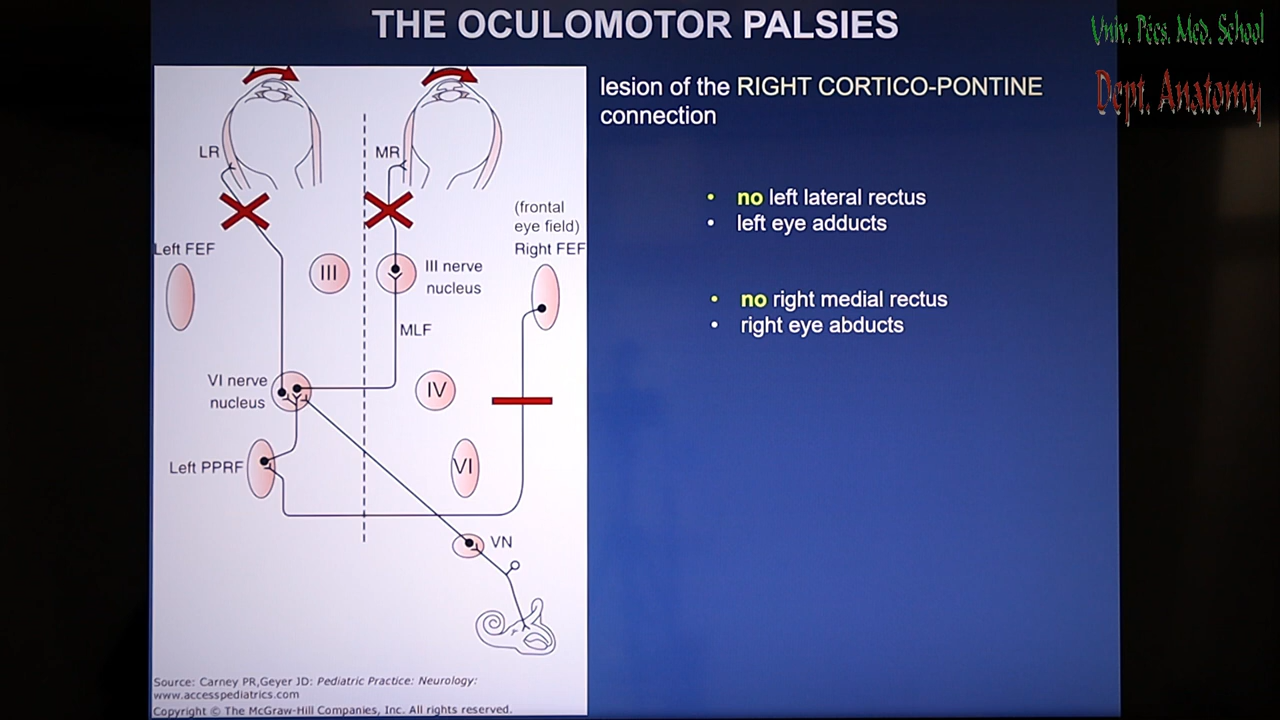 THE OCULOMOTOR PALSIES
Univ. Pécs. Med. School
Dept. Anatomy
lesion of the RIGHT CORTICO-PONTINE
connection
• no left lateral rectus
• left eye adducts
• no right medial rectus
• right eye abducts
LR
MR
(frontal
eye field)
Left FEF
Right FEF
III
III nerve
nucleus
MLF
VI nerve
nucleus
IV
Left PPRF
VI
VN
Source: Carney PR,Geyer JD: Pediatric Practice: Neurology:
www.accesspediatrics.com
Copyright © The McGraw-Hill Companies, Inc. All rights reserved.